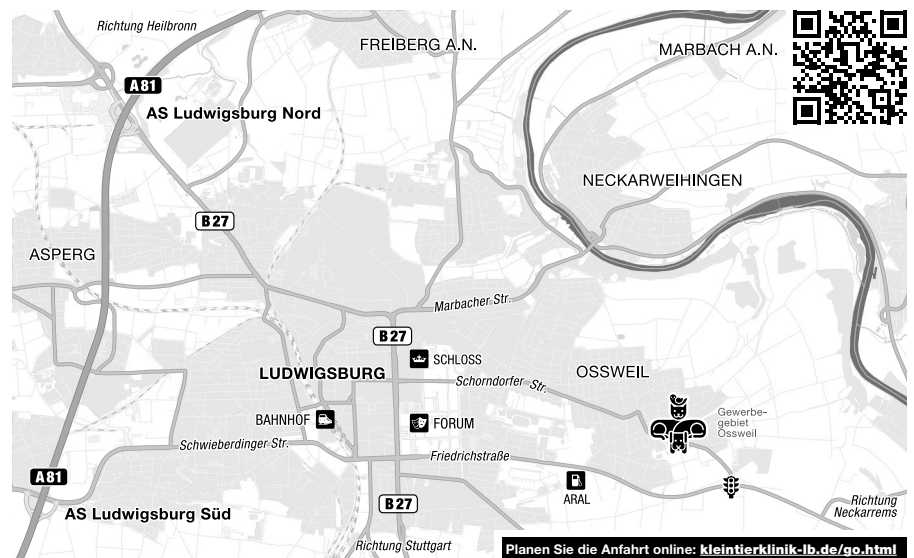 Richtung Heilbronn
FREIBERG A.N.
MARBACH A.N.
A81
AS Ludwigsburg Nord
NECKARWEIHINGEN
B27
ASPERG
Marbacher Str.
B27
SCHLOSS
LUDWIGSBURG
OSSWEIL
Schorndorfer Str.
BAHNHOF
FORUM
Gewerbe-
gebiet
Ossweil
Schwieberdinger Str.
Friedrichstraße
A81
ARAL
B27
AS Ludwigsburg Süd
Richtung
Neckarrems
Richtung Stuttgart
Planen Sie die Anfahrt online: kleintierklinik-lb.de/go.html